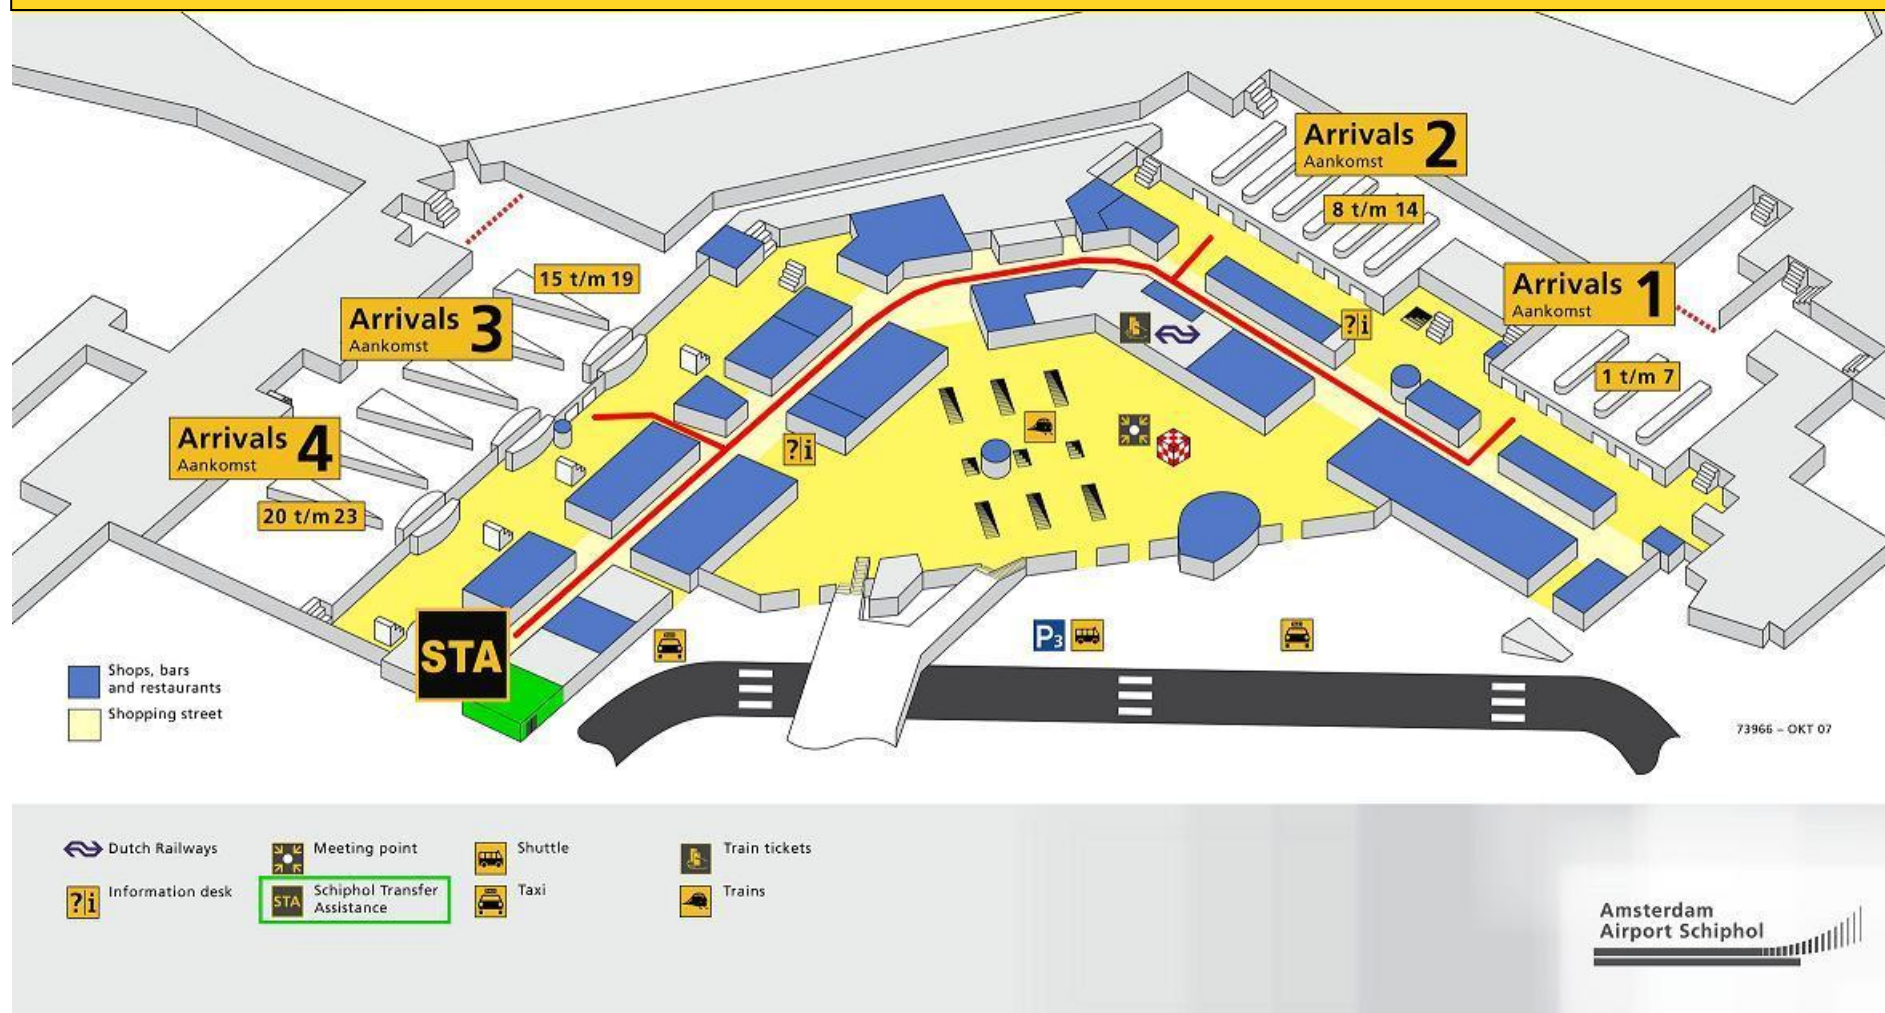 Arrivals 2
Aankomst
8 t/m 14
Arrivals 1
Aankomst
1 t/m 7
15 t/m 19
Arrivals 3
Aankomst
Arrivals 4
Aankomst
20 t/m 23
?|i
?|i
STA
P3
Shops, bars
and restaurants
Shopping street
73966 – OKT 07
Dutch Railways
Meeting point
Shuttle
Train tickets
?|i
Information desk
STA
Schiphol Transfer
Assistance
Taxi
Trains
Amsterdam
Airport Schiphol